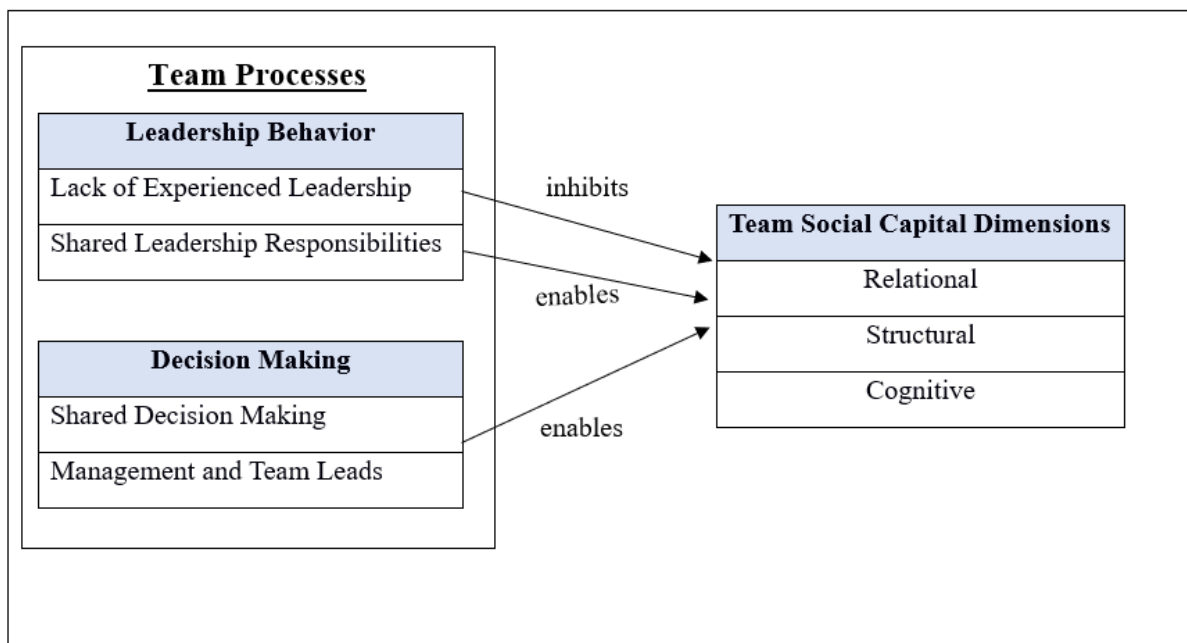 Team Processes
Leadership Behavior
Lack of Experienced Leadership
Shared Leadership Responsibilities
Decision Making
Shared Decision Making
Management and Team Leads
inhibits
enables
enables
Team Social Capital Dimensions
Relational
Structural
Cognitive